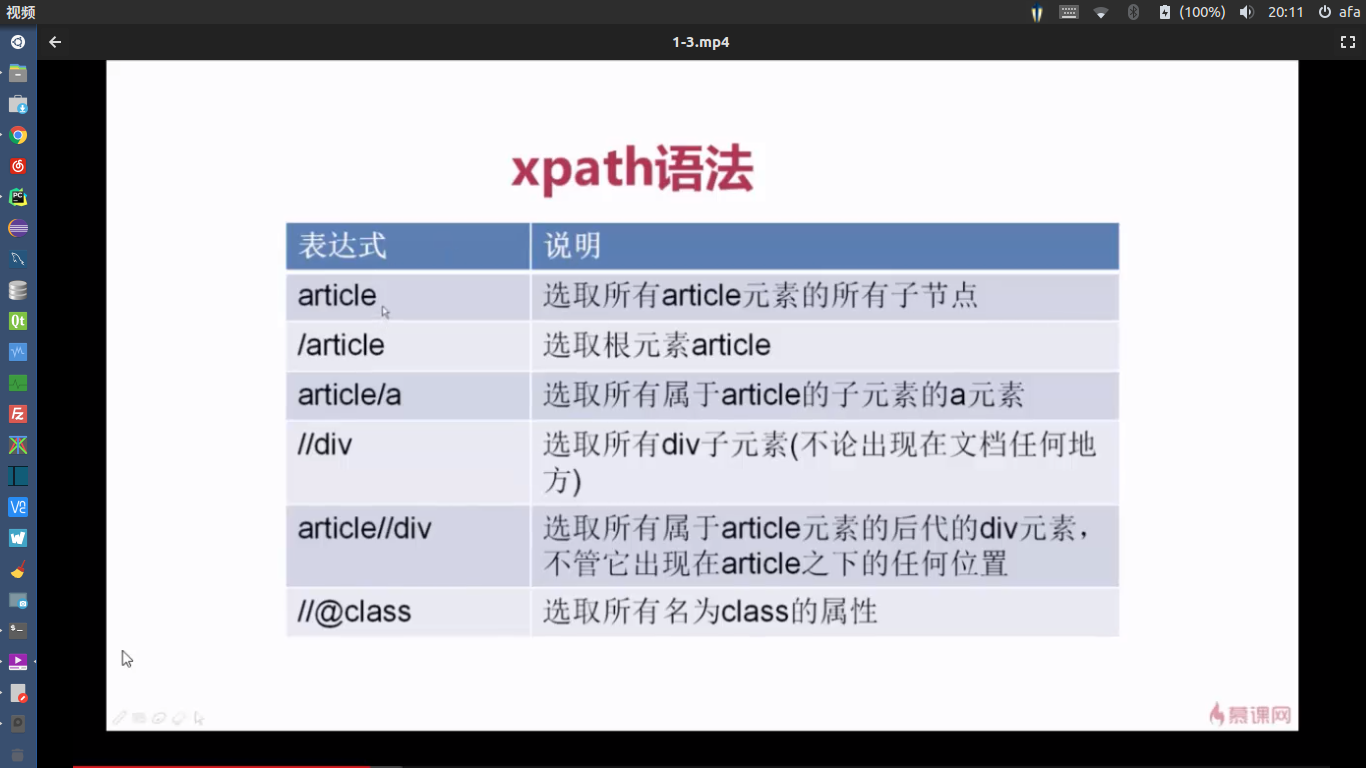 视频
(100%)
20:11
afa
1-3.mp4
xpath语法
表达式
说明
article
选取所有article元素的所有子节点
/article
选取根元素article
article/a
选取所有属于article的子元素的a元素
//div
选取所有div子元素(不论出现在文档任何地
方)
article//div
选取所有属于article元素的后代的div元素，
不管它出现在article之下的任何位置
//@class
选取所有名为class的属性
慕课网
PC
Qt
FZ
V2
W